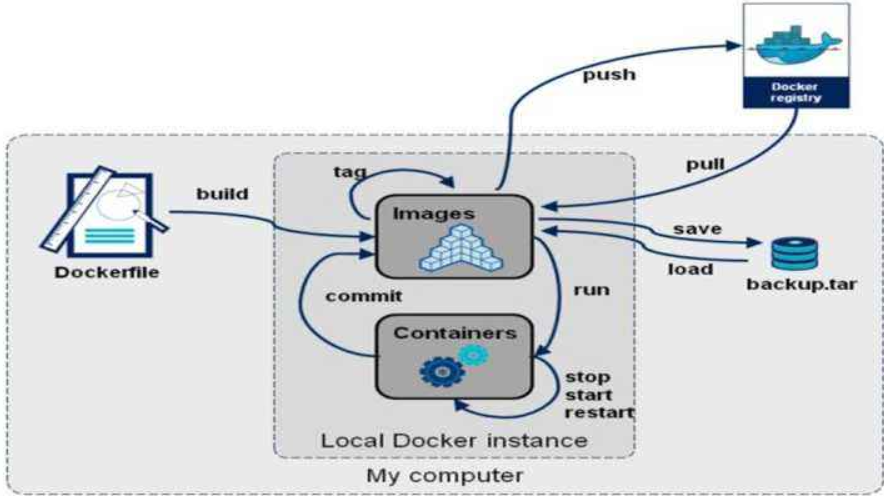 push
Docker
registry
pull
tag
build
Images
save
Dockerfile
load
backup.tar
commit
run
Containers
stop
start
restart
Local Docker instance
My computer